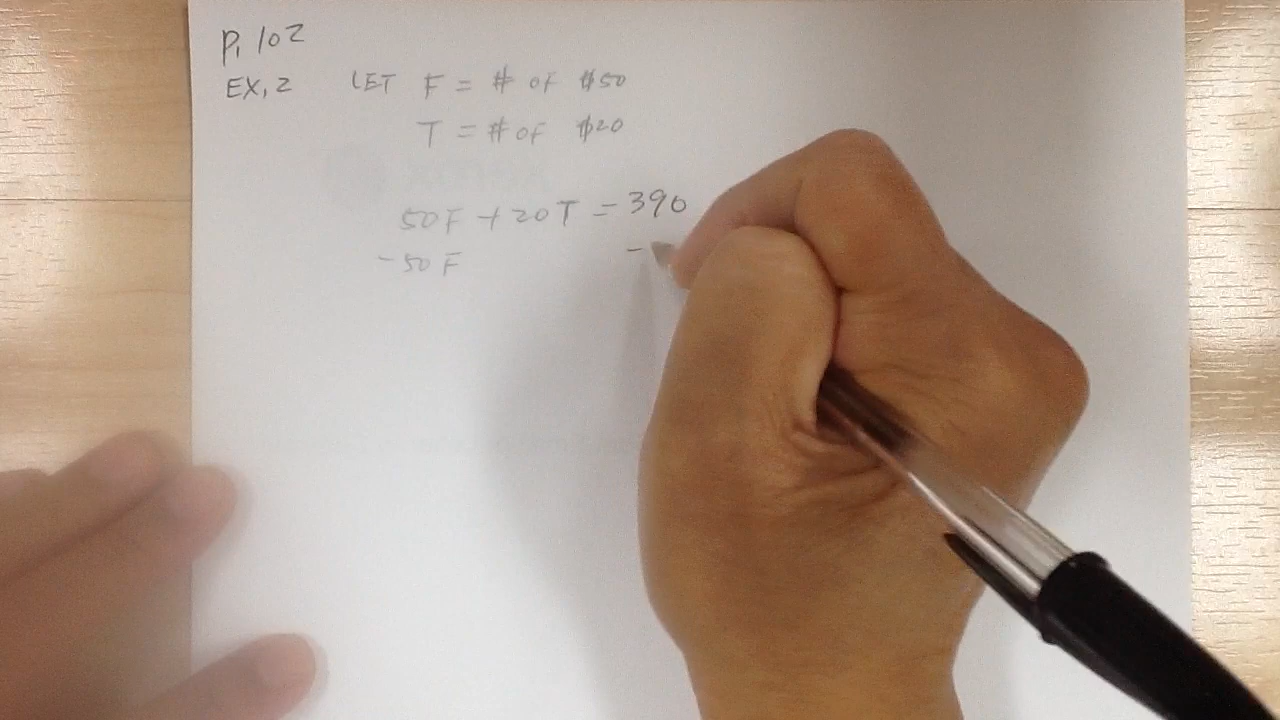 P. 102
EX. 2 LET F = # OF $50
T = # OF $20
50F + 20T = 390
-50F -